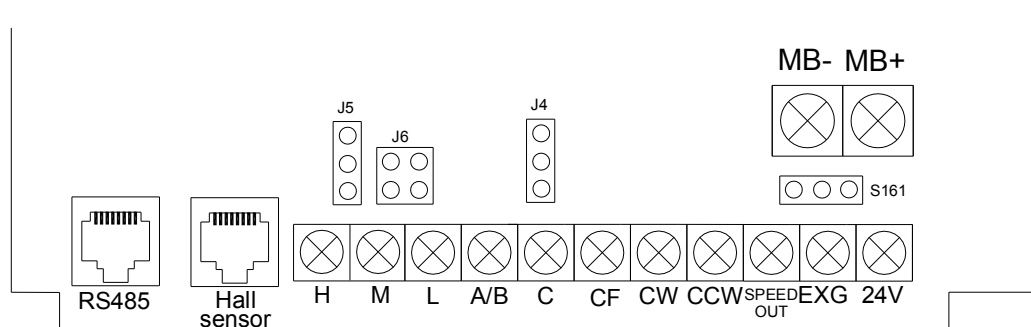 MB- MB+
J5
J6
J4
S161
RS485
Hall
sensor
H M L A/B C CF CW CCW SPEED
OUT EXG 24V